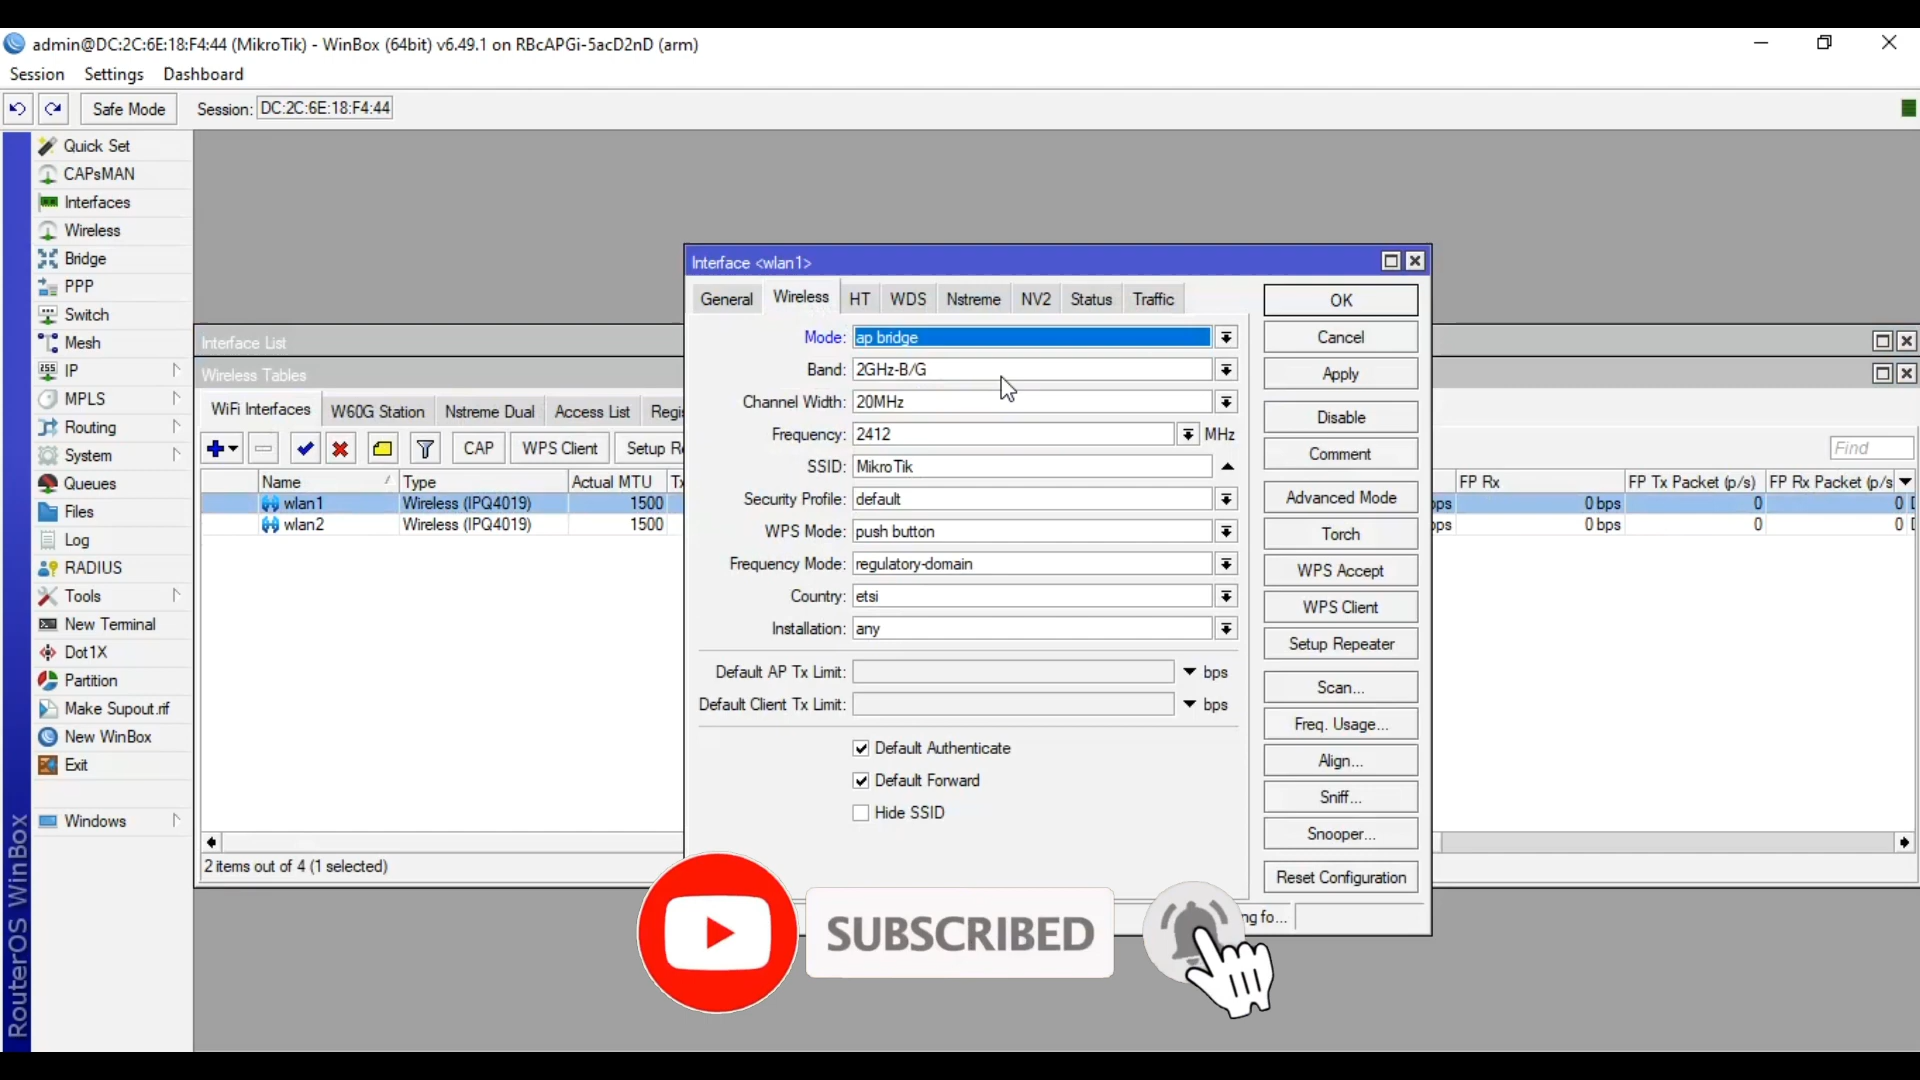 admin@DC:2C:6E:18:F4:44 (MikroTik) - WinBox (64bit) v6.49.1 on RBcAPGi-5acD2nD (arm)
Session Settings Dashboard
Safe Mode Session: DC:2C:6E:18:F4:44
Quick Set
CAPsMAN
Interfaces
Wireless
Bridge
PPP
Switch
Mesh
IP
MPLS
Routing
System
Queues
Files
Log
RADIUS
Tools
New Terminal
Dot1X
Partition
Make Supout.rif
New WinBox
Exit
Windows
RouterOS WinBox
Interface List
Wireless Tables
WiFi Interfaces W60G Station Nstreme Dual Access List Regi
CAP WPS Client Setup Re
Find
Name Type Actual MTU Tx FP Rx FP Tx Packet (p/s) FP Rx Packet (p/s
wlan1 Wireless (IPQ4019) 1500 bps 0 bps 0 0
wlan2 Wireless (IPQ4019) 1500 bps 0 bps 0 0
2 items out of 4 (1 selected)
Interface <wlan1>
General Wireless HT WDS Nstreme NV2 Status Traffic
Mode: ap bridge
Band: 2GHz-B/G
Channel Width: 20MHz
Frequency: 2412 MHz
SSID: MikroTik
Security Profile: default
WPS Mode: push button
Frequency Mode: regulatory-domain
Country: etsi
Installation: any
Default AP Tx Limit: bps
Default Client Tx Limit: bps
Default Authenticate
Default Forward
Hide SSID
OK
Cancel
Apply
Disable
Comment
Advanced Mode
Torch
WPS Accept
WPS Client
Setup Repeater
Scan...
Freq. Usage...
Align...
Sniff...
Snooper...
Reset Configuration
ng fo...
SUBSCRIBED